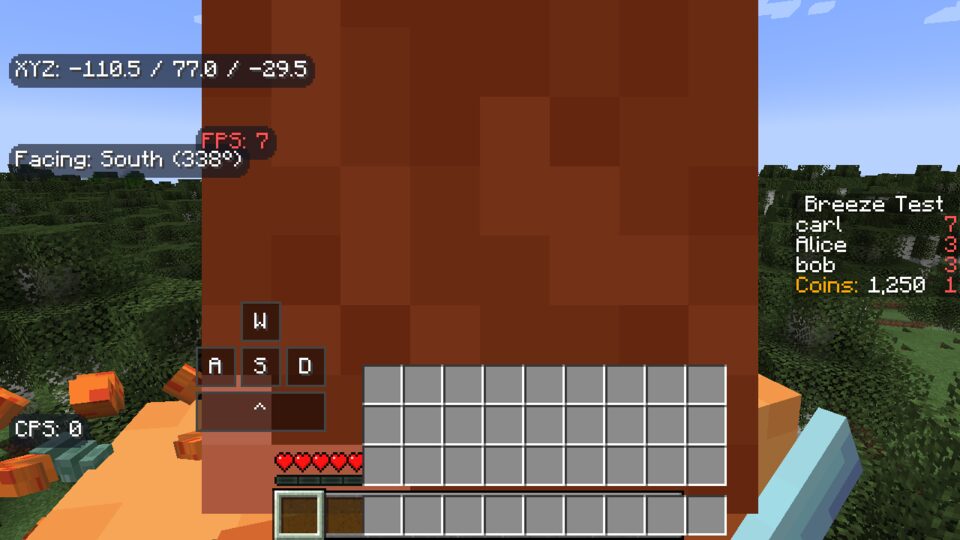 XYZ: -110.5 / 77.0 / -29.5
FPS: 7
Facing: South (338°)
Breeze Test
carl 7
Alice 3
bob 3
Coins: 1,250 1
W
A S D
^
CPS: 0